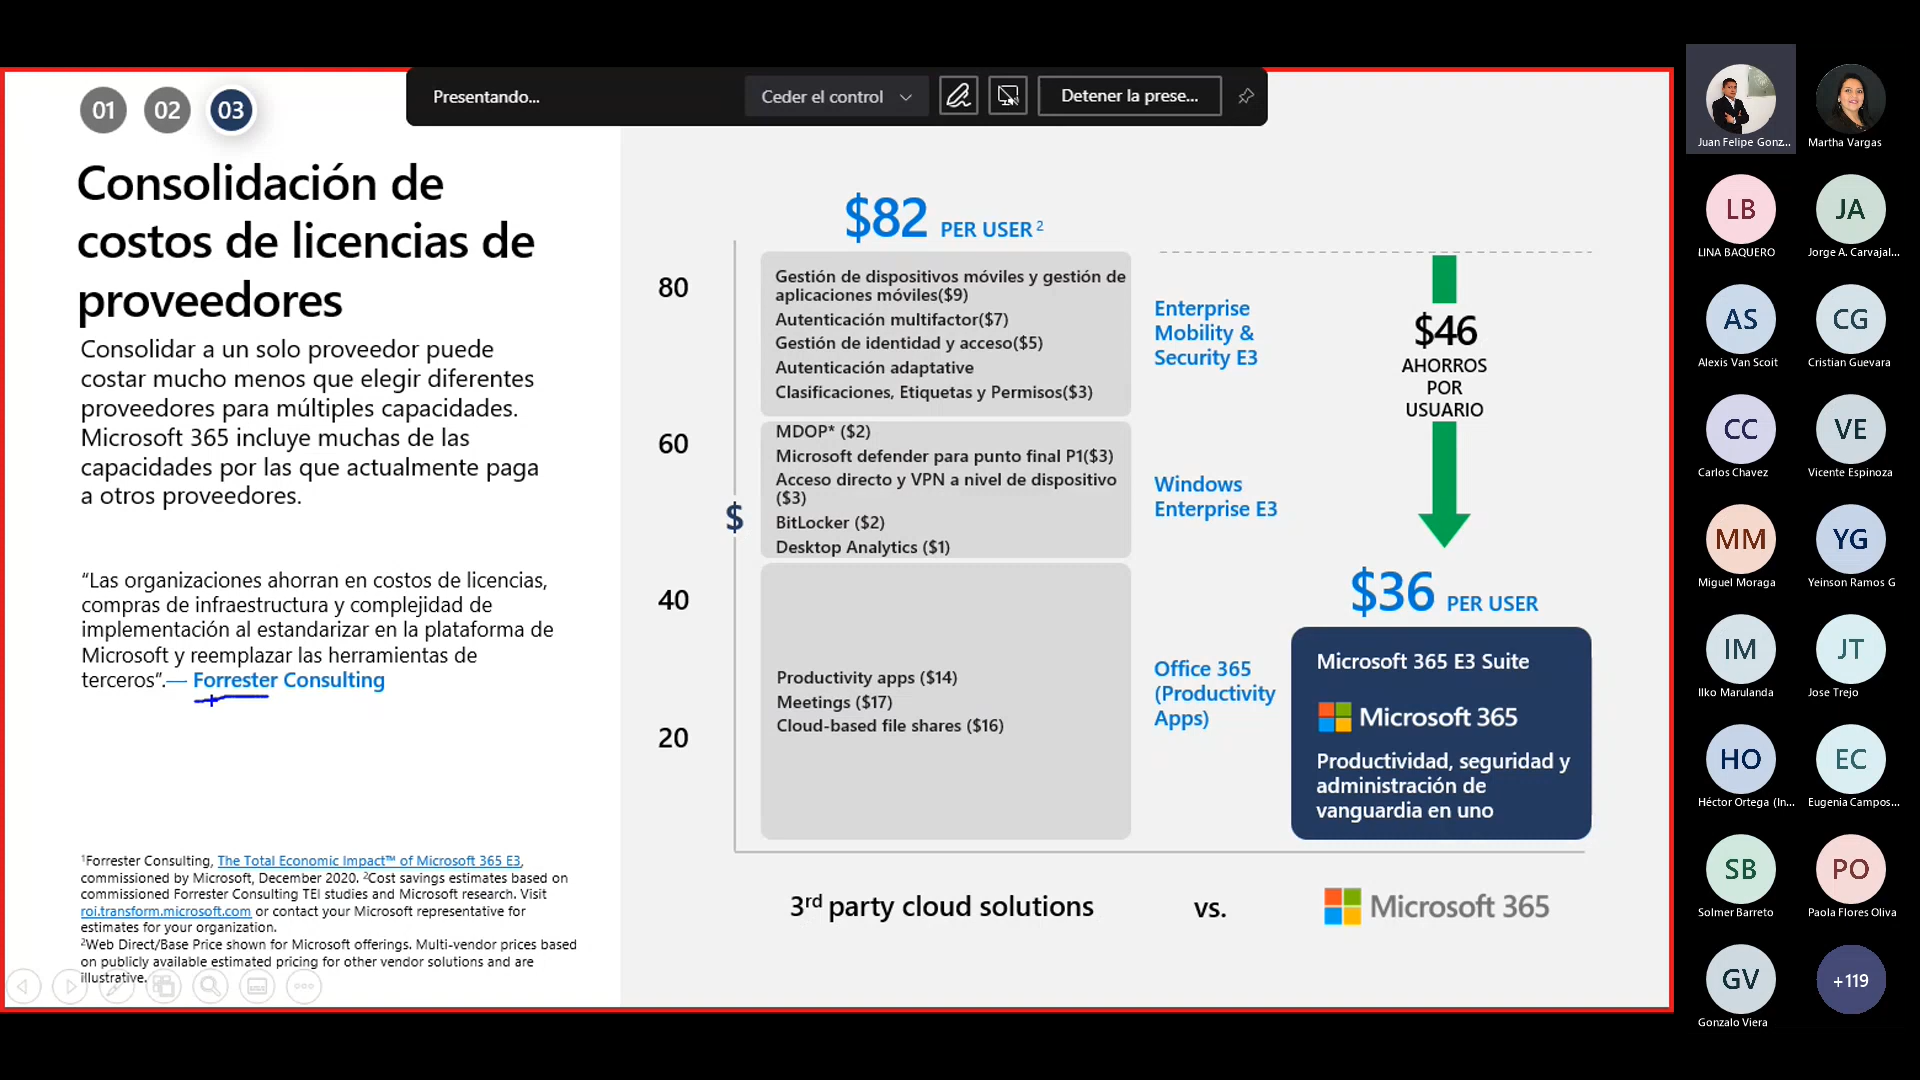 Presentando...
Ceder el control
Detener la prese...
01
02
03
Consolidación de
costos de licencias de
proveedores
Consolidar a un solo proveedor puede
costar mucho menos que elegir diferentes
proveedores para múltiples capacidades.
Microsoft 365 incluye muchas de las
capacidades por las que actualmente paga
a otros proveedores.
“Las organizaciones ahorran en costos de licencias,
compras de infraestructura y complejidad de
implementación al estandarizar en la plataforma de
Microsoft y reemplazar las herramientas de
terceros”.— Forrester Consulting
¹Forrester Consulting, The Total Economic Impact™ of Microsoft 365 E3,
commissioned by Microsoft, December 2020. ²Cost savings estimates based on
commissioned Forrester Consulting TEI studies and Microsoft research. Visit
roi.transform.microsoft.com or contact your Microsoft representative for
estimates for your organization.
²Web Direct/Base Price shown for Microsoft offerings. Multi-vendor prices based
on publicly available estimated pricing for other vendor solutions and are
illustrative.
$82 PER USER ²
80
60
$
40
20
Gestión de dispositivos móviles y gestión de
aplicaciones móviles($9)
Autenticación multifactor($7)
Gestión de identidad y acceso($5)
Autenticación adaptative
Clasificaciones, Etiquetas y Permisos($3)
MDOP* ($2)
Microsoft defender para punto final P1($3)
Acceso directo y VPN a nivel de dispositivo
($3)
BitLocker ($2)
Desktop Analytics ($1)
Productivity apps ($14)
Meetings ($17)
Cloud-based file shares ($16)
Enterprise
Mobility &
Security E3
Windows
Enterprise E3
Office 365
(Productivity
Apps)
$46
AHORROS
POR
USUARIO
$36 PER USER
Microsoft 365 E3 Suite
Microsoft 365
Productividad, seguridad y
administración de
vanguardia en uno
3rd party cloud solutions
vs.
Microsoft 365
Juan Felipe Gonz...
Martha Vargas
LB
LINA BAQUERO
JA
Jorge A. Carvajal...
AS
Alexis Van Scoit
CG
Cristian Guevara
CC
Carlos Chavez
VE
Vicente Espinoza
MM
Miguel Moraga
YG
Yeinson Ramos G
IM
Ilko Marulanda
JT
Jose Trejo
HO
Héctor Ortega (In...
EC
Eugenia Campos...
SB
Solmer Barreto
PO
Paola Flores Oliva
GV
Gonzalo Viera
+119